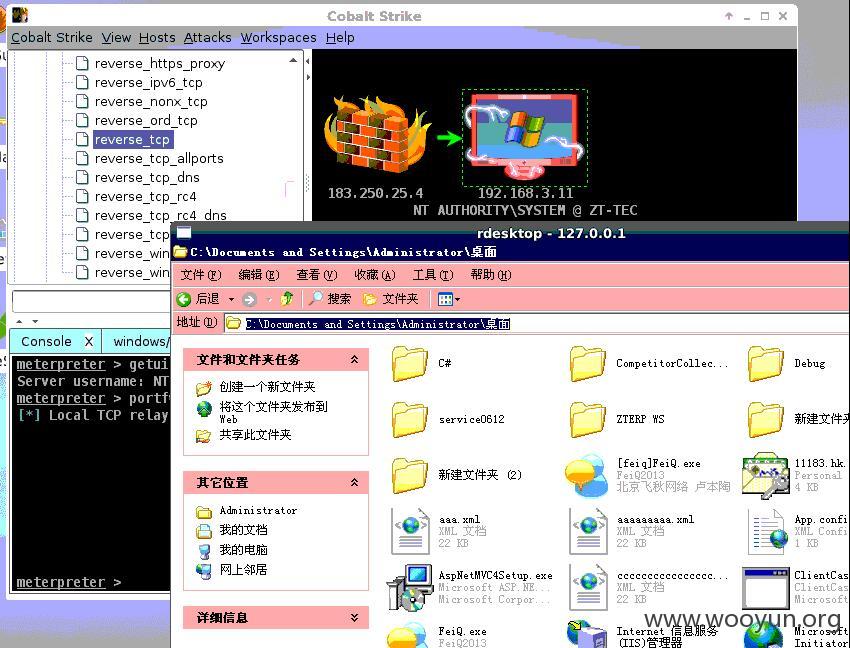 Cobalt Strike
Cobalt Strike View Hosts Attacks Workspaces Help
reverse_https_proxy
reverse_ipv6_tcp
reverse_nonx_tcp
reverse_ord_tcp
reverse_tcp
reverse_tcp_allports
reverse_tcp_dns
reverse_tcp_rc4
reverse_tcp_rc4_dns
reverse_tcp
reverse_win
reverse_win
183.250.25.4
192.168.3.11
NT AUTHORITY\SYSTEM @ ZT-TEC
Console X windows/
meterpreter > getui
Server username: NT
meterpreter > portf
[*] Local TCP relay
meterpreter >
rdesktop - 127.0.0.1
C:\Documents and Settings\Administrator\桌面
文件(F) 编辑(E) 查看(V) 收藏(A) 工具(T) 帮助(H)
后退 搜索 文件夹
地址(D) C:\Documents and Settings\Administrator\桌面
文件和文件夹任务
创建一个新文件夹
将这个文件夹发布到
Web
共享此文件夹
其它位置
Administrator
我的文档
我的电脑
网上邻居
详细信息
C#
CompetitorCollec...
Debug
service0612
ZTERP WS
新建文件夹
新建文件夹 (2)
[feiq]FeiQ.exe
FeiQ2013
北京飞秋网络 卢本陶
11183.hk.
Personal
4 KB
aaa.xml
XML 文档
22 KB
aaaaaaaaa.xml
XML 文档
22 KB
App.confi
XML Confi
1 KB
AspNetMVC4Setup.exe
Microsoft ASP.NE...
Microsoft Corpor...
cccccccccccccccc...
XML 文档
22 KB
ClientCas
Microsoft
FeiQ.exe
FeiQ2013
Internet 信息服务
(IIS)管理器
Microsoft
Initiator
www.wooyun.org